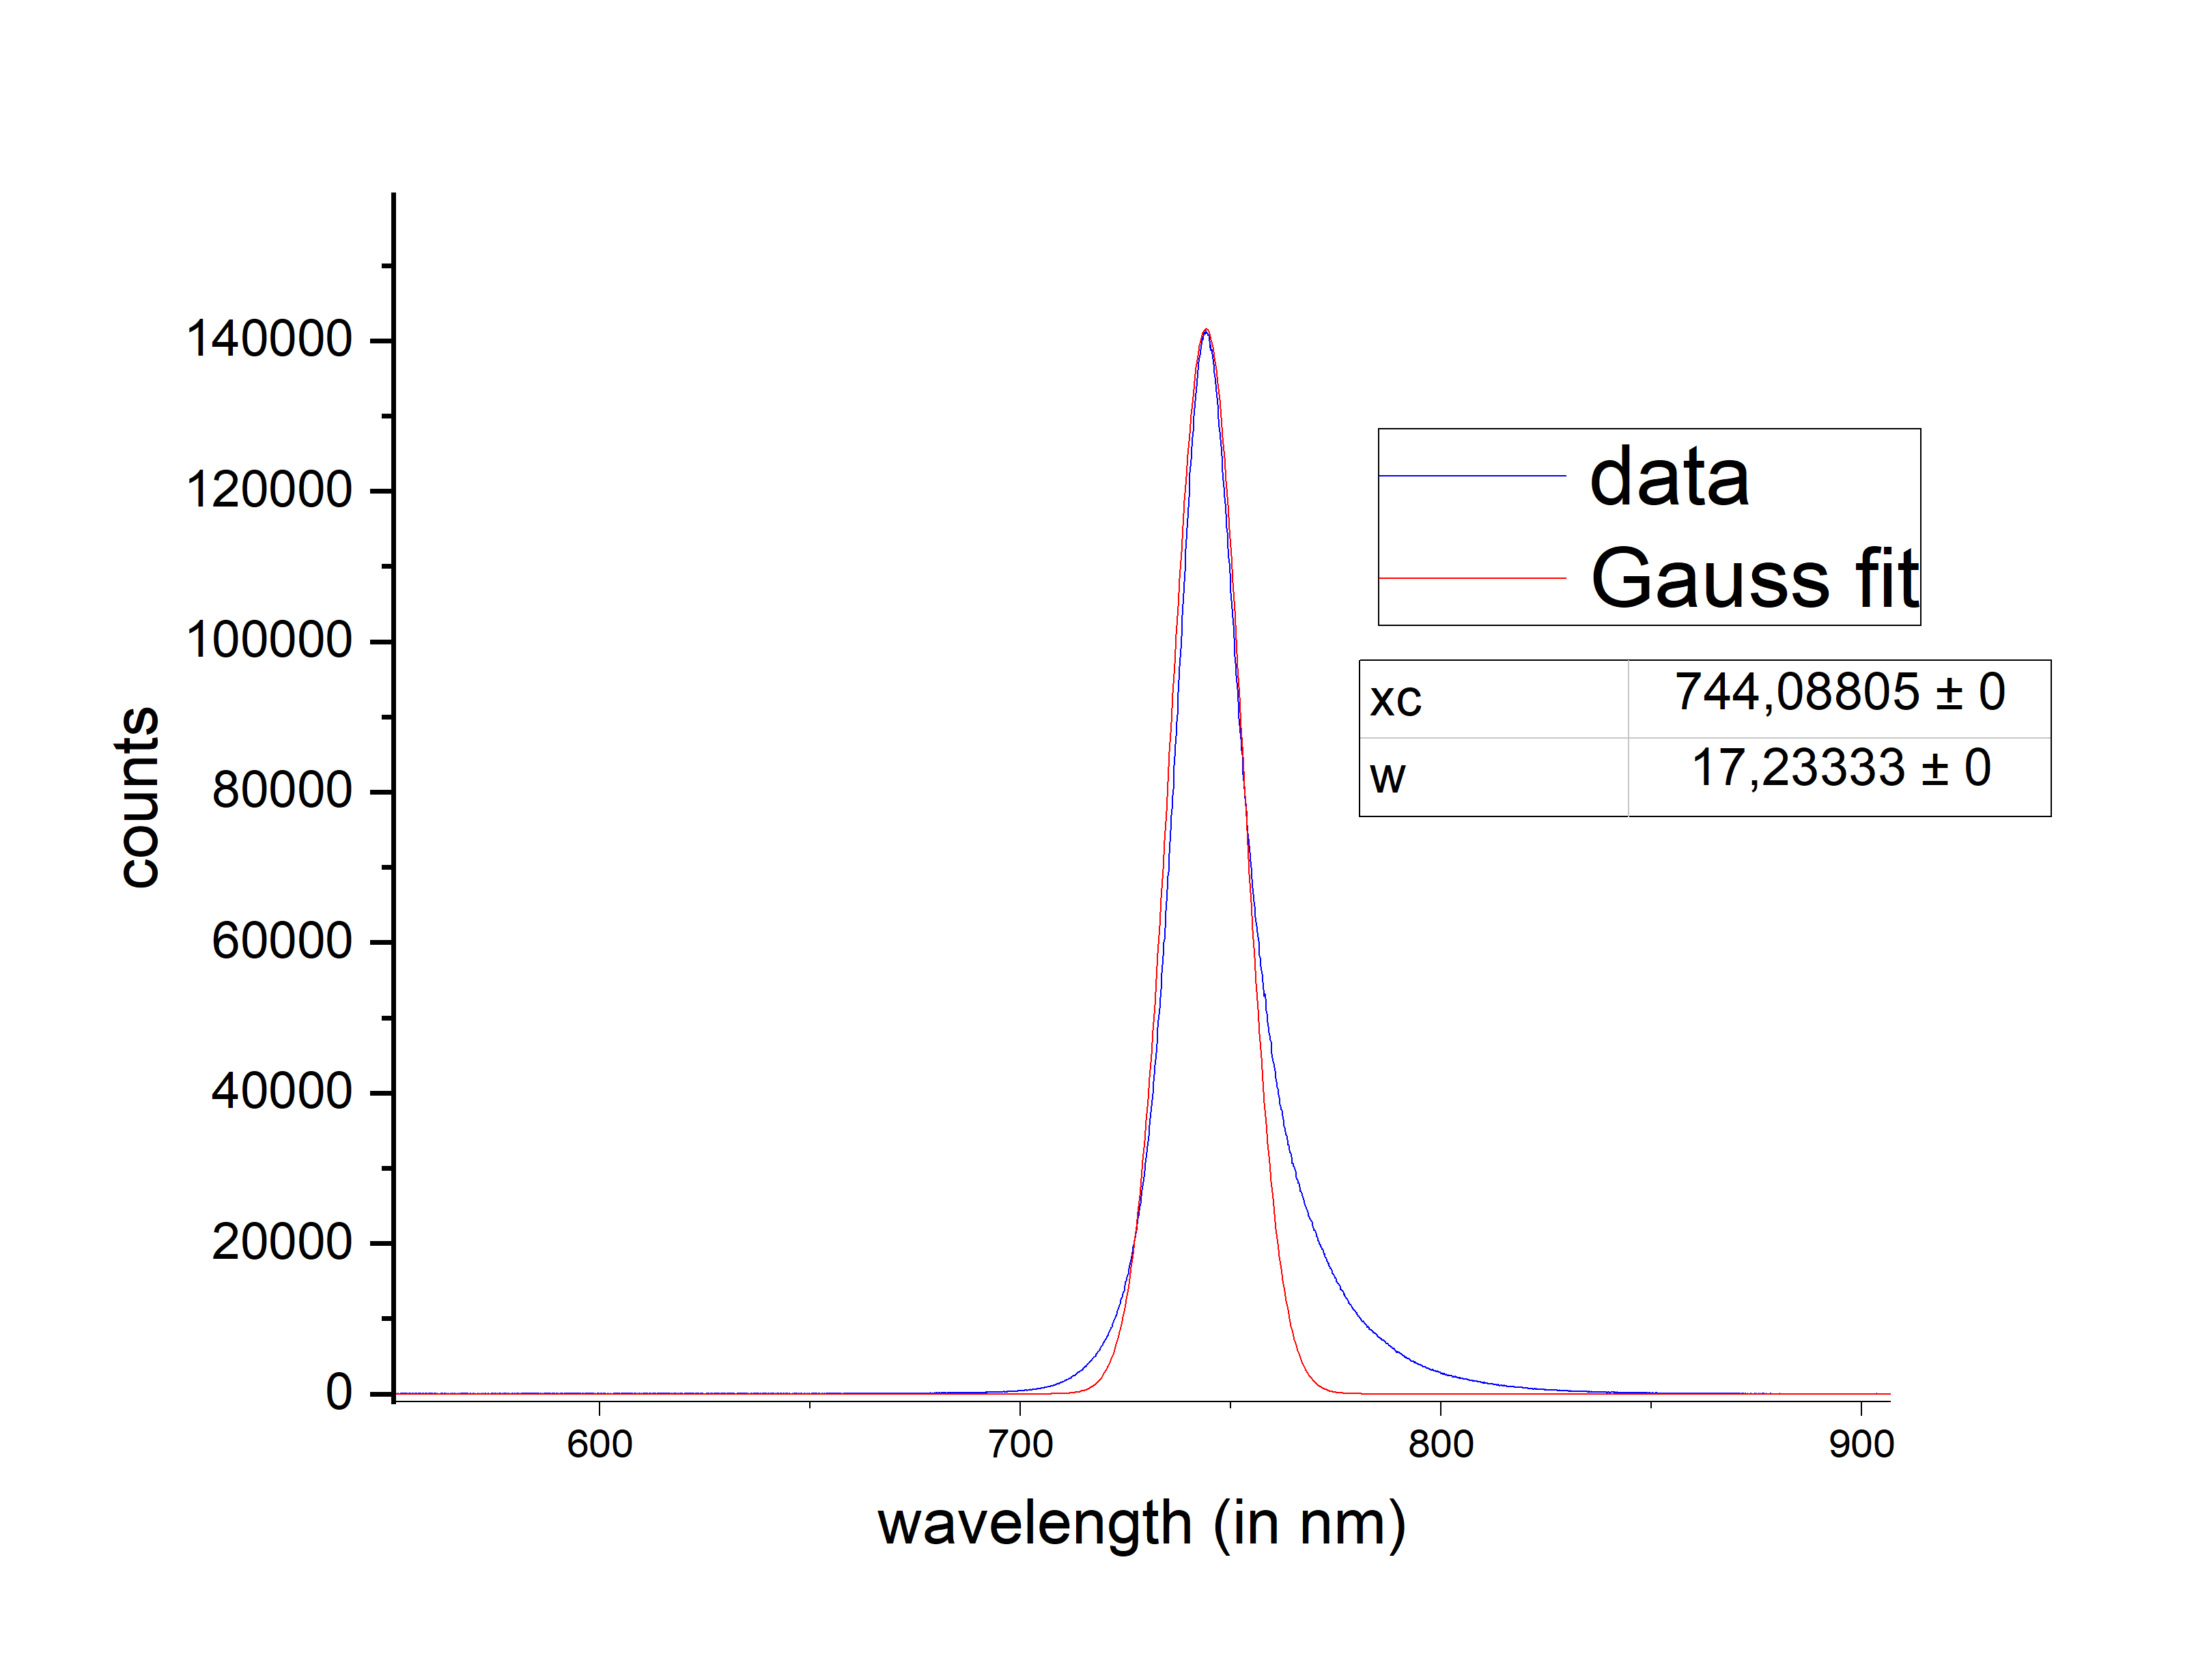 140000
120000
100000
80000
60000
40000
20000
0
counts
600 700 800 900
wavelength (in nm)
data
Gauss fit
xc 744,08805 ± 0
w 17,23333 ± 0